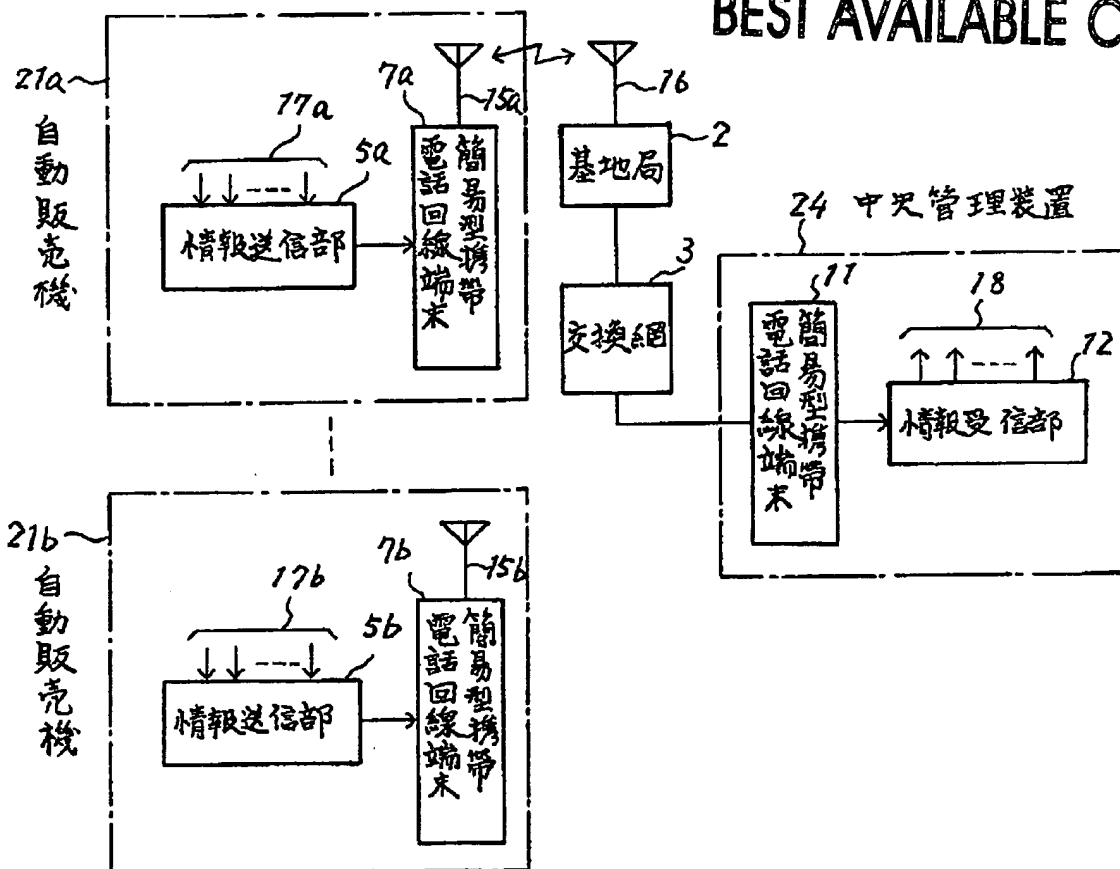 BEST AVAILABLE C
21a
自動販売機
17a
5a
情報送信部
7a
簡易型携帯
電話回線端末
15a
16
2
基地局
3
交換網
24 中央管理装置
11
簡易型携帯
電話回線端末
18
12
情報受信部
21b
自動販売機
17b
5b
情報送信部
7b
簡易型携帯
電話回線端末
15b